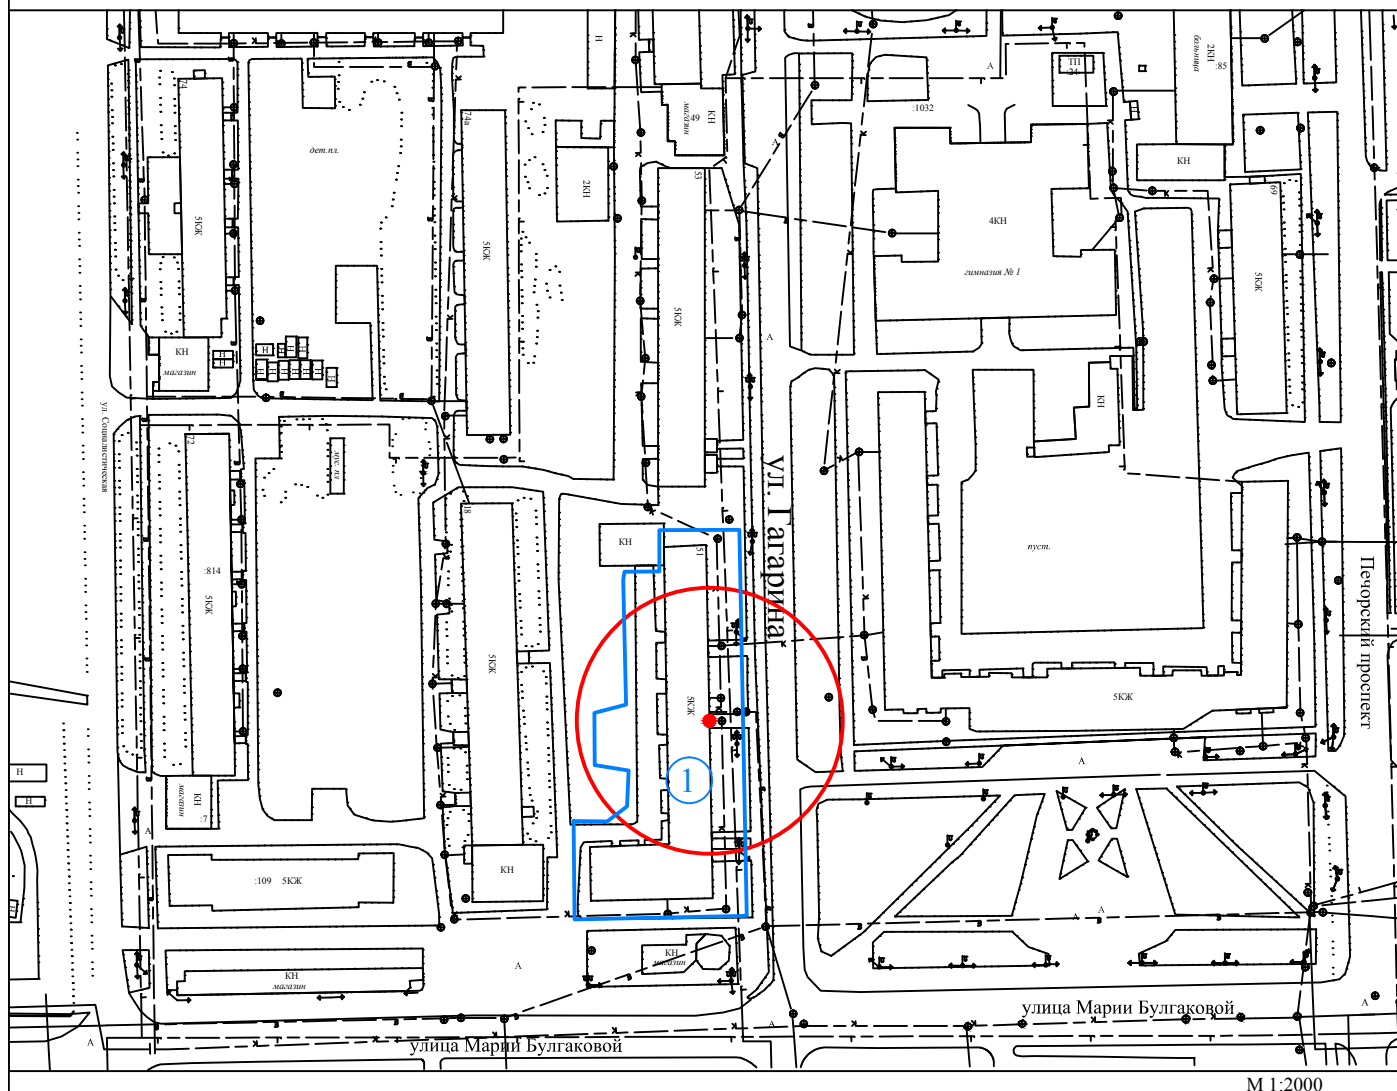 Н
2КН
больница
:85
ТП
:24
А
74
74а
магазин
:49
КН
:1032
дет.пл.
КН
53
69
2КН
5КЖ
5КЖ
4КН
гимназия № 1
5КЖ
5КЖ
А
КН
магазин
Н
Н
КН
ул. Социалистическая
72
ул. Гагарина
18
КН
51
пуст.
:814
5КЖ
Печорский проспект
5КЖ
5КЖ
5КЖ
1
А
Н
Н
КН
магазин
:7
А
:109 5КЖ
КН
А
А
А
КН
магазин
КН
магазин
улица Марии Булгаковой
А
А
А
улица Марии Булгаковой
М 1:2000